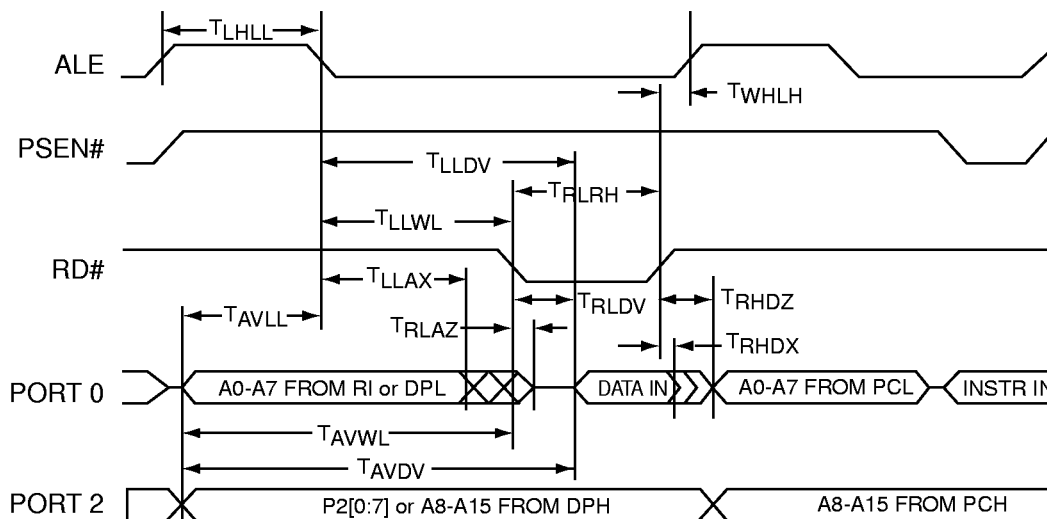 TLHLL
ALE
TWHLH
PSEN#
TLLDV
TRLRH
TLLWL
RD#
TLLAX
TAVLL
TRLDV
TRHDZ
TRLAZ
TRHDX
PORT 0
A0-A7 FROM RI or DPL
DATA IN
A0-A7 FROM PCL
INSTR IN
TAVWL
TAVDV
PORT 2
P2[0:7] or A8-A15 FROM DPH
A8-A15 FROM PCH